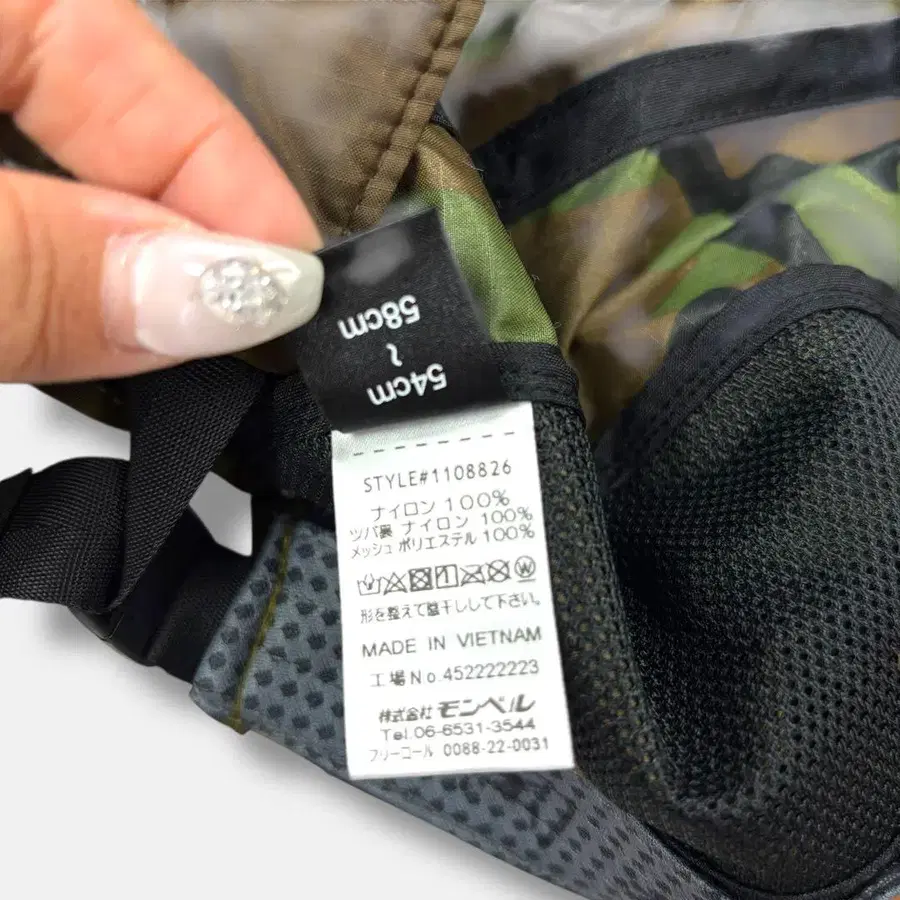 54cm
~
58cm
STYLE#1108826
ナイロン 100%
ツバ裏 ナイロン 100%
メッシュ ポリエステル 100%
形を整えて陰干しして下さい。
MADE IN VIETNAM
工場No.452222223
株式会社 モンベル
Tel.06-6531-3544
フリーコール 0088-22-0031